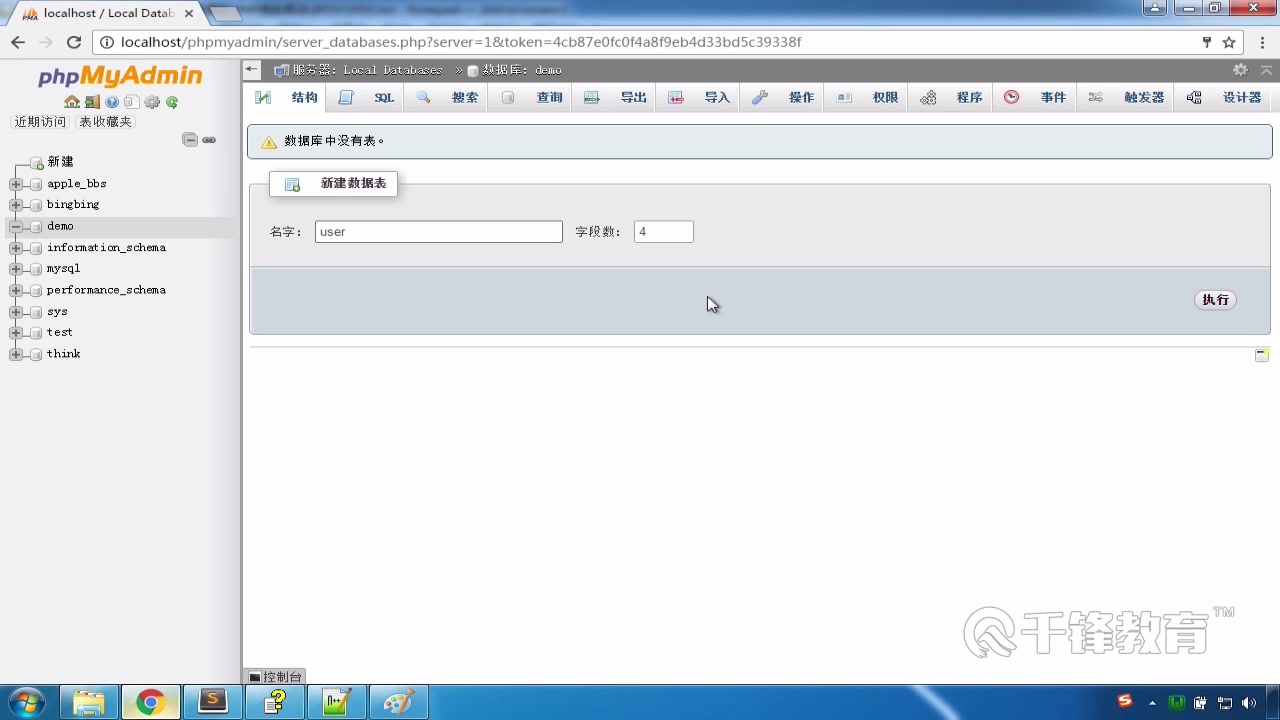 localhost / Local Datab
localhost/phpmyadmin/server_databases.php?server=1&token=4cb87e0fc0f4a8f9eb4d33bd5c39338f
phpMyAdmin
近期访问 表收藏夹
新建
apple_bbs
bingbing
demo
information_schema
mysql
performance_schema
sys
test
think
服务器: Local Databases » 数据库: demo
结构 SQL 搜索 查询 导出 导入 操作 权限 程序 事件 触发器 设计器
数据库中没有表。
新建数据表
名字: user 字段数: 4
执行
千锋教育™
控制台